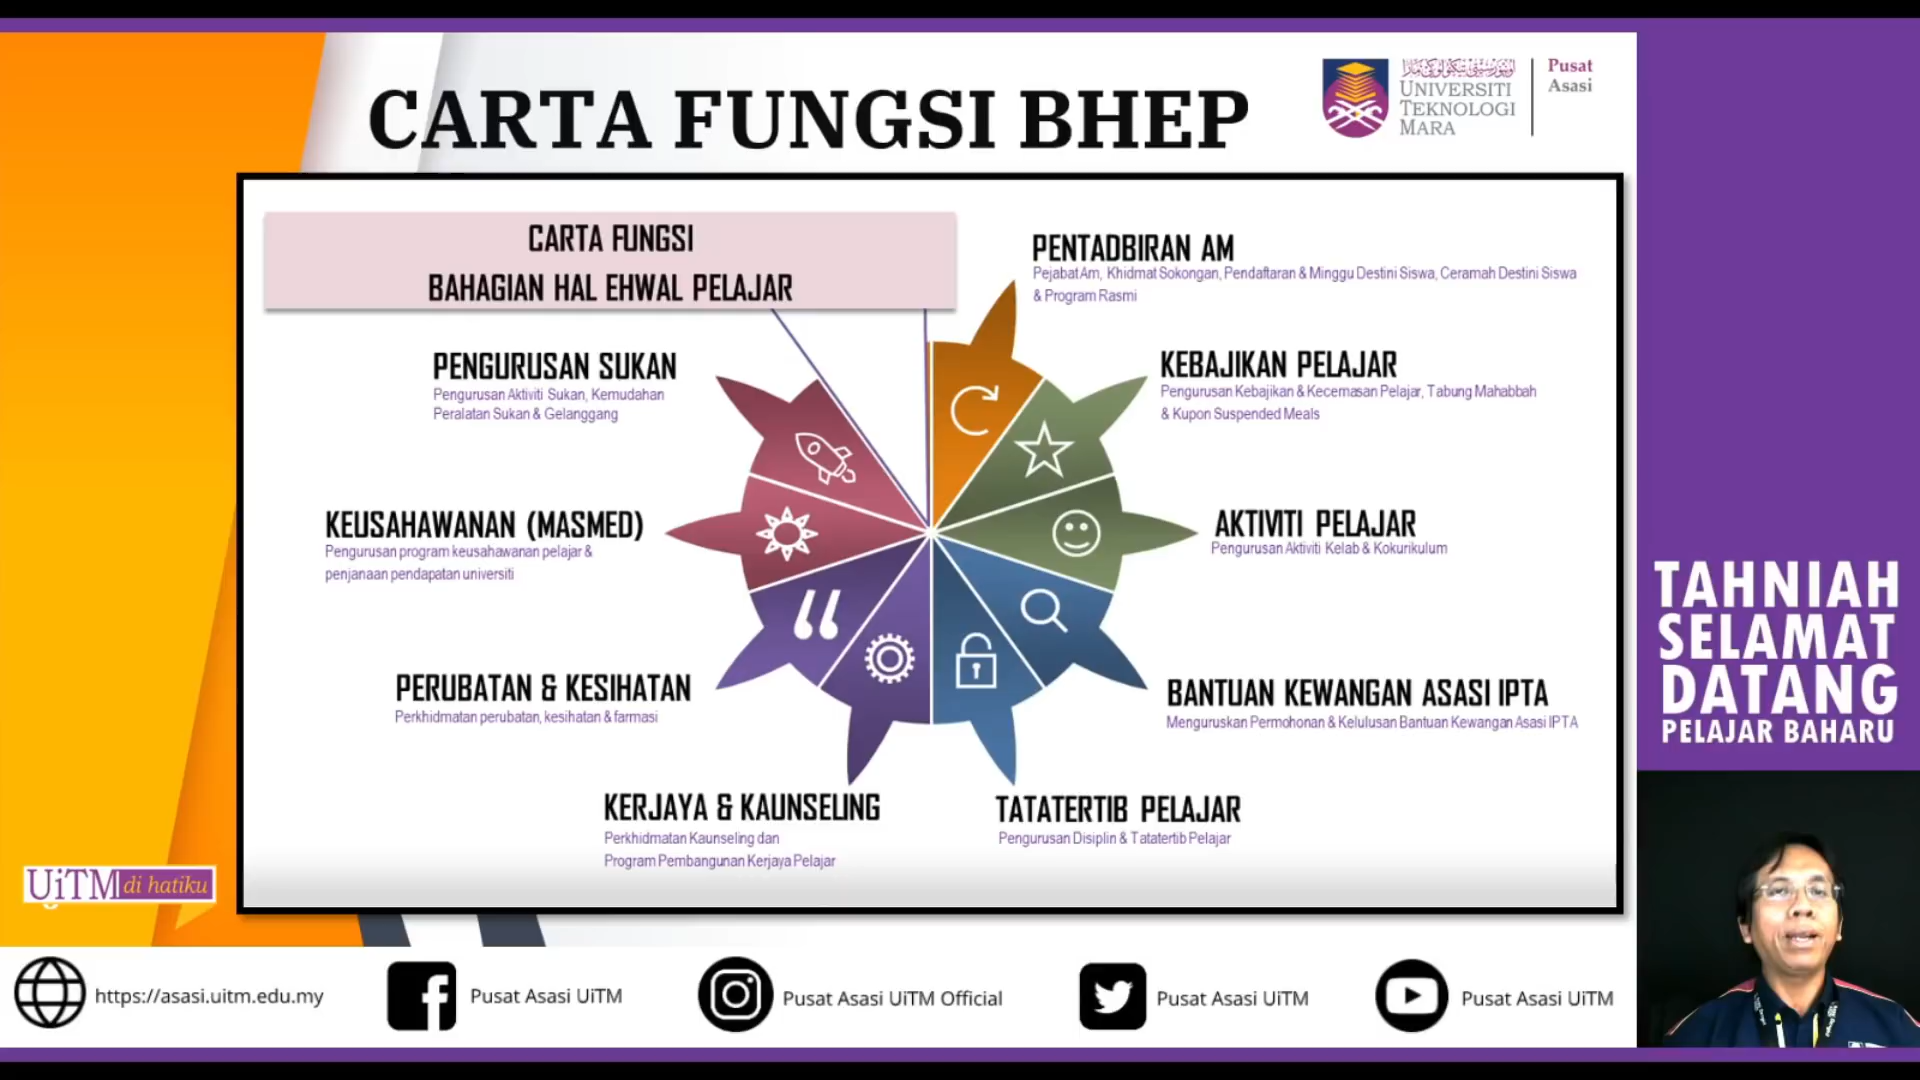 CARTA FUNGSI BHEP
اونيۏرسيتي تيكنولوݢي مارا
UNIVERSITI
TEKNOLOGI
MARA
Pusat
Asasi
CARTA FUNGSI
BAHAGIAN HAL EHWAL PELAJAR
PENTADBIRAN AM
Pejabat Am, Khidmat Sokongan, Pendaftaran & Minggu Destini Siswa, Ceramah Destini Siswa
& Program Rasmi
KEBAJIKAN PELAJAR
Pengurusan Kebajikan & Kecemasan Pelajar, Tabung Mahabbah
& Kupon Suspended Meals
AKTIVITI PELAJAR
Pengurusan Aktiviti Kelab & Kokurikulum
BANTUAN KEWANGAN ASASI IPTA
Menguruskan Permohonan & Kelulusan Bantuan Kewangan Asasi IPTA
TATATERTIB PELAJAR
Pengurusan Disiplin & Tatatertib Pelajar
KERJAYA & KAUNSELING
Perkhidmatan Kaunseling dan
Program Pembangunan Kerjaya Pelajar
PERUBATAN & KESIHATAN
Perkhidmatan perubatan, kesihatan & farmasi
KEUSAHAWANAN (MASMED)
Pengurusan program keusahawanan pelajar &
penjanaan pendapatan universiti
PENGURUSAN SUKAN
Pengurusan Aktiviti Sukan, Kemudahan
Peralatan Sukan & Gelanggang
TAHNIAH
SELAMAT
DATANG
PELAJAR BAHARU
UiTM di hatiku
https://asasi.uitm.edu.my
Pusat Asasi UiTM
Pusat Asasi UiTM Official
Pusat Asasi UiTM
Pusat Asasi UiTM